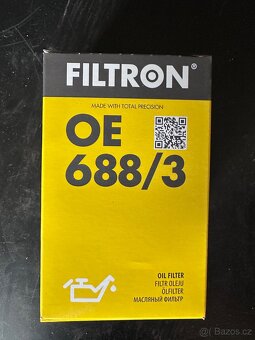 FILTRON®
MADE WITH TOTAL PRECISION
OE
688/3
OIL FILTER
FILTR OLEJU
ÖLFILTER
МАСЛЯНЫЙ ФИЛЬТР
© Bazos.cz